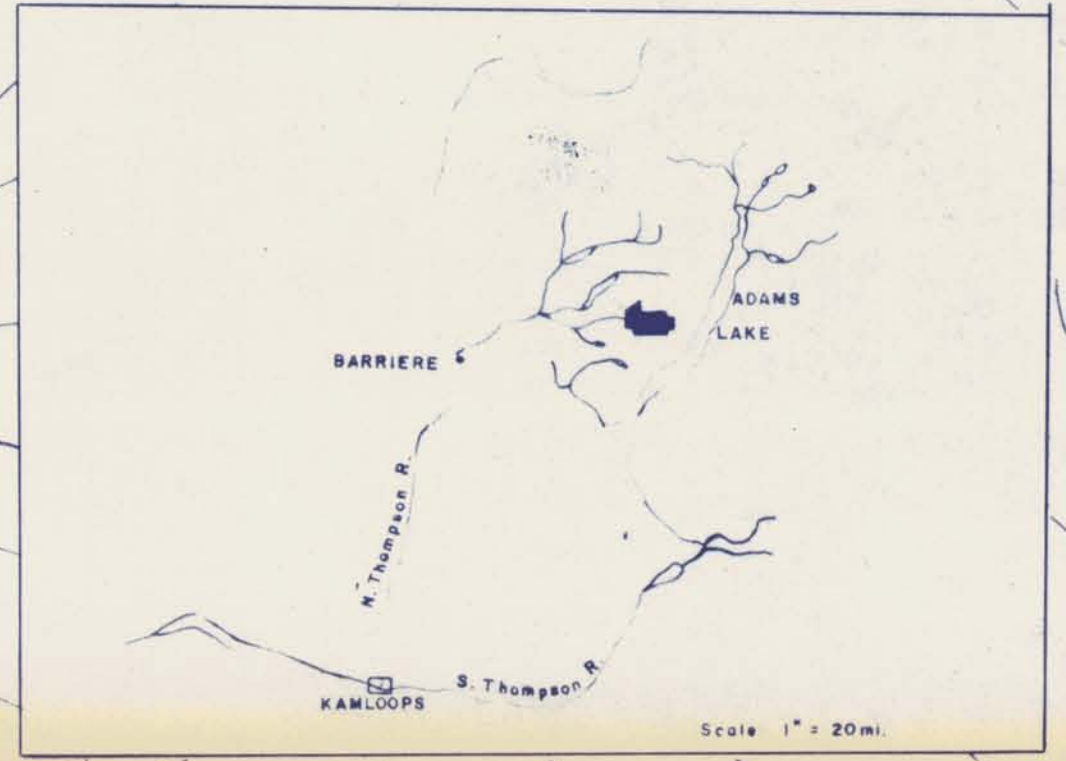 ADAMS
LAKE
BARRIERE
N. Thompson R.
S. Thompson R.
KAMLOOPS
Scale 1" = 20mi.